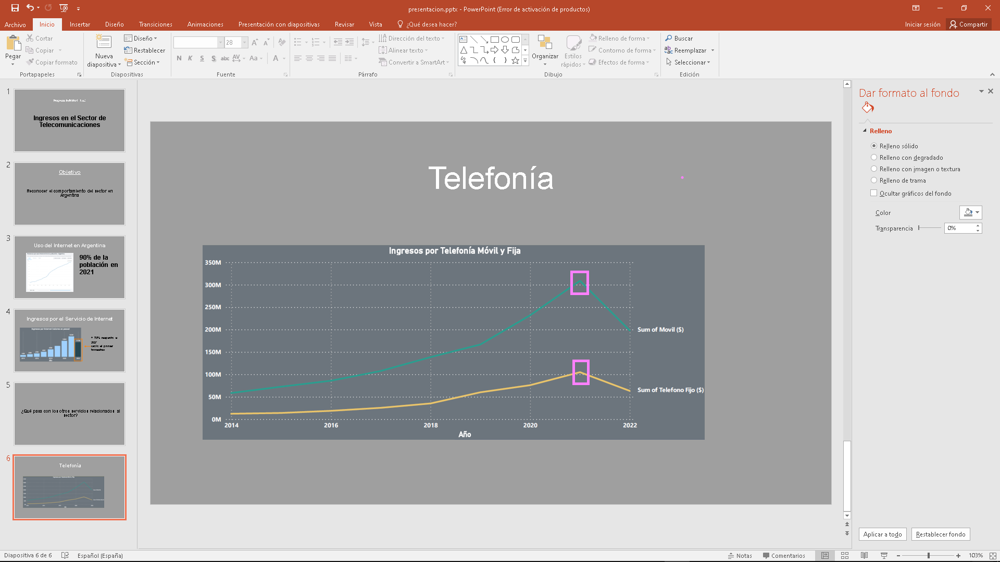 presentacion.pptx - PowerPoint (Error de activación de productos)
Archivo Inicio Insertar Diseño Transiciones Animaciones Presentación con diapositivas Revisar Vista ¿Qué desea hacer? Iniciar sesión Compartir
Pegar
Cortar
Copiar
Copiar formato
Portapapeles
Nueva
diapositiva
Diseño
Restablecer
Sección
Diapositivas
28
N K S S abc AV Aa A
Fuente
Dirección del texto
Alinear texto
Convertir a SmartArt
Párrafo
Organizar
Estilos
rápidos
Relleno de forma
Contorno de forma
Efectos de forma
Dibujo
Buscar
Reemplazar
Seleccionar
Edición
1
Ingresos en el Sector de
Telecomunicaciones
2
Objetivo
Reconocer el comportamiento del sector en
Argentina
3
Uso del Internet en Argentina
90% de la
población en
2021
4
Ingresos por el Servicio de Internet
5
¿Qué pasa con los otros servicios relacionados al
sector?
6
Telefonía
Telefonía
Ingresos por Telefonía Móvil y Fija
350M
300M
250M
200M
150M
100M
50M
0M
Sum of Movil ($)
Sum of Telefono Fijo ($)
2014 2016 2018 2020 2022
Año
Dar formato al fondo
Relleno
Relleno sólido
Relleno con degradado
Relleno con imagen o textura
Relleno de trama
Ocultar gráficos del fondo
Color
Transparencia 0%
Aplicar a todo Restablecer fondo
Diapositiva 6 de 6 Español (España) Notas Comentarios 103%